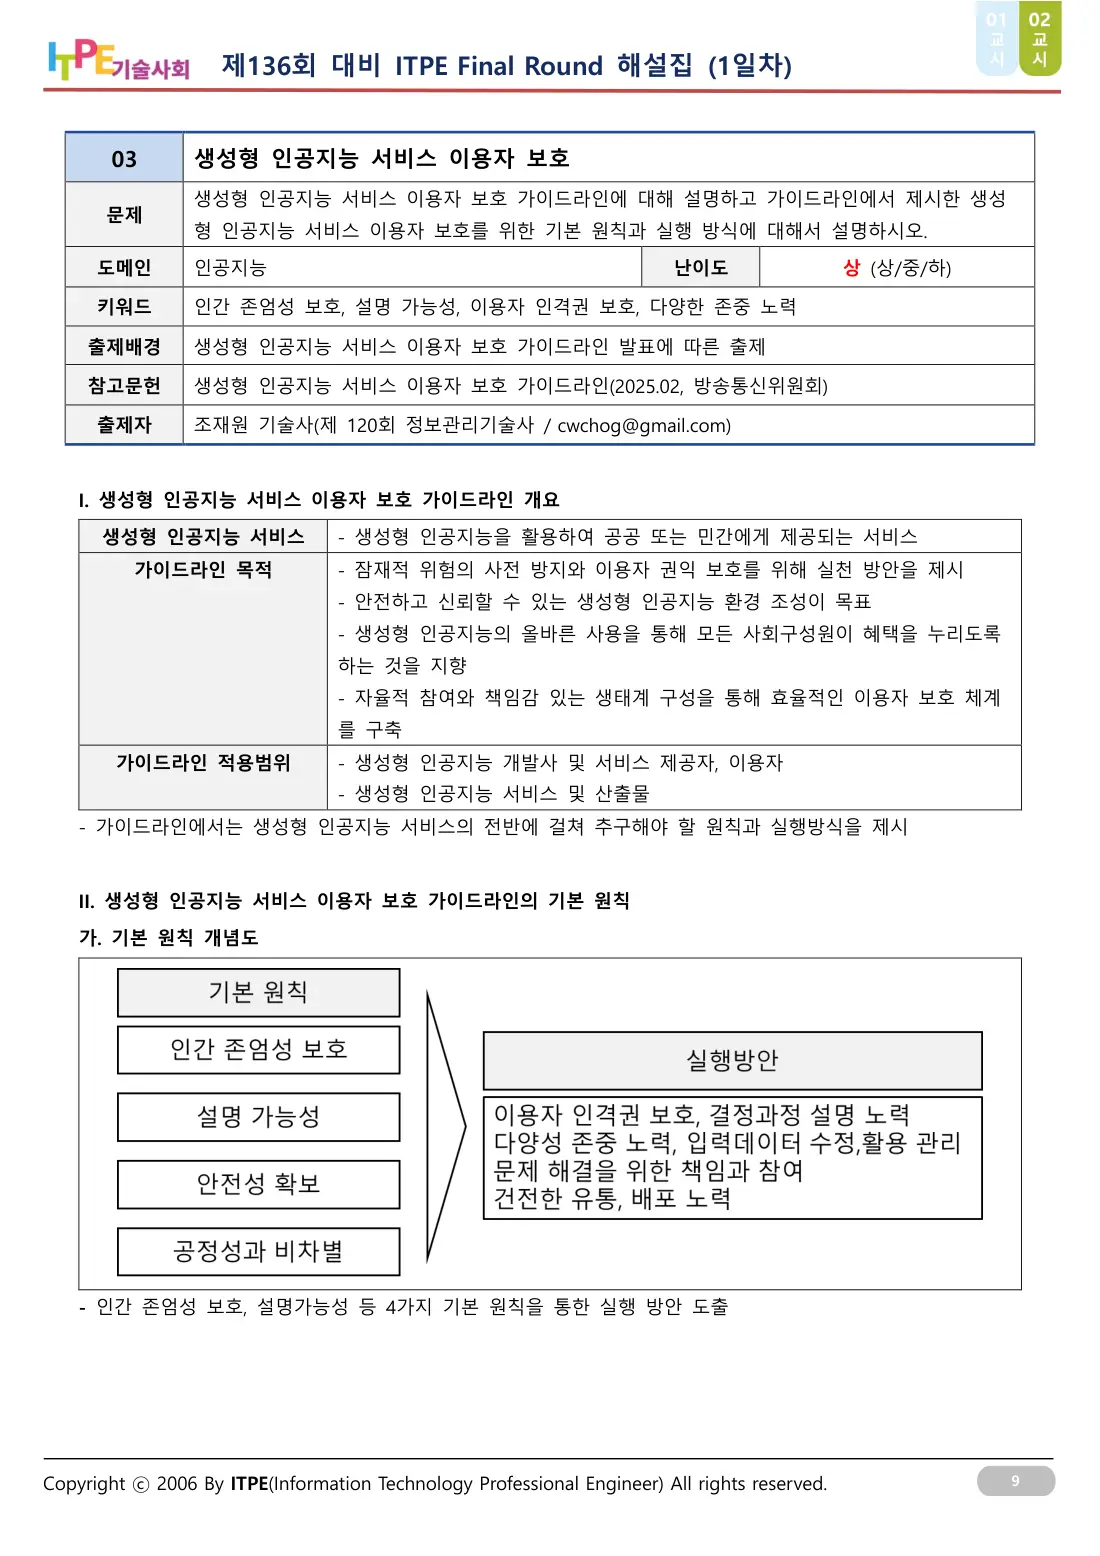 01
교
시
02
교
시
ITPE기술사회 제136회 대비 ITPE Final Round 해설집 (1일차)
03 생성형 인공지능 서비스 이용자 보호
문제 생성형 인공지능 서비스 이용자 보호 가이드라인에 대해 설명하고 가이드라인에서 제시한 생성
형 인공지능 서비스 이용자 보호를 위한 기본 원칙과 실행 방식에 대해서 설명하시오.
도메인 인공지능 난이도 상 (상/중/하)
키워드 인간 존엄성 보호, 설명 가능성, 이용자 인격권 보호, 다양한 존중 노력
출제배경 생성형 인공지능 서비스 이용자 보호 가이드라인 발표에 따른 출제
참고문헌 생성형 인공지능 서비스 이용자 보호 가이드라인(2025.02, 방송통신위원회)
출제자 조재원 기술사(제 120회 정보관리기술사 / cwchog@gmail.com)
I. 생성형 인공지능 서비스 이용자 보호 가이드라인 개요
생성형 인공지능 서비스 - 생성형 인공지능을 활용하여 공공 또는 민간에게 제공되는 서비스
가이드라인 목적 - 잠재적 위험의 사전 방지와 이용자 권익 보호를 위해 실천 방안을 제시
- 안전하고 신뢰할 수 있는 생성형 인공지능 환경 조성이 목표
- 생성형 인공지능의 올바른 사용을 통해 모든 사회구성원이 혜택을 누리도록
하는 것을 지향
- 자율적 참여와 책임감 있는 생태계 구성을 통해 효율적인 이용자 보호 체계
를 구축
가이드라인 적용범위 - 생성형 인공지능 개발사 및 서비스 제공자, 이용자
- 생성형 인공지능 서비스 및 산출물
- 가이드라인에서는 생성형 인공지능 서비스의 전반에 걸쳐 추구해야 할 원칙과 실행방식을 제시
II. 생성형 인공지능 서비스 이용자 보호 가이드라인의 기본 원칙
가. 기본 원칙 개념도
기본 원칙
인간 존엄성 보호
설명 가능성
안전성 확보
공정성과 비차별
실행방안
이용자 인격권 보호, 결정과정 설명 노력
다양성 존중 노력, 입력데이터 수정,활용 관리
문제 해결을 위한 책임과 참여
건전한 유통, 배포 노력
- 인간 존엄성 보호, 설명가능성 등 4가지 기본 원칙을 통한 실행 방안 도출
Copyright ⓒ 2006 By ITPE(Information Technology Professional Engineer) All rights reserved.
9